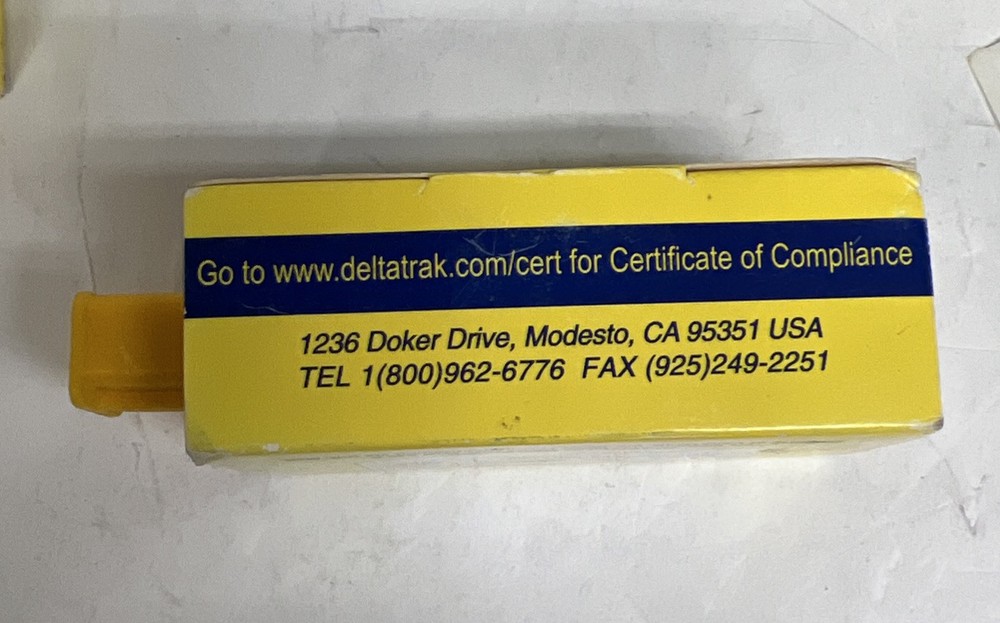 Go to www.deltatrak.com/cert for Certificate of Compliance
1236 Doker Drive, Modesto, CA 95351 USA
TEL 1(800)962-6776 FAX (925)249-2251